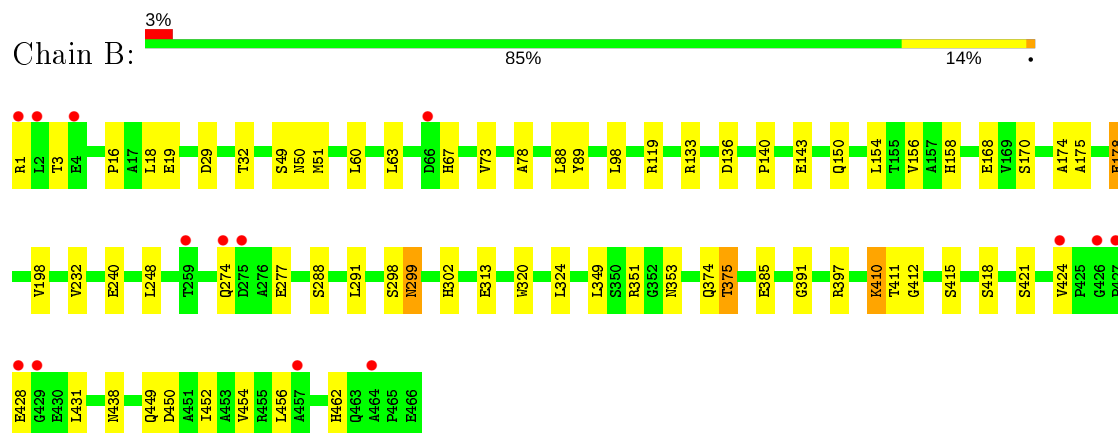 3%
Chain B:
85% 14% •
R1 L2 T3 E4 P16 A17 L18 E19 D29 T32 S49 N50 M51 L60 L63 D66 H67 V73 A78 L88 Y89 L98 R119 R133 D136 P140 E143 Q150 L154 T155 V156 A157 H158 E168 V169 S170 A174 A175
V198 V232 E240 L248 T259 Q274 D275 A276 E277 S288 L291 S298 N299 H302 E313 W320 L324 L349 S350 R351 G352 N353 Q374 T375 E385 G391 R397 K410 T411 G412 S415 S418 S421 V424 P425 G426
E428 G429 E430 L431 N438 Q449 D450 A451 I452 A453 V454 R455 L456 A457 H462 Q463 A464 P465 E466